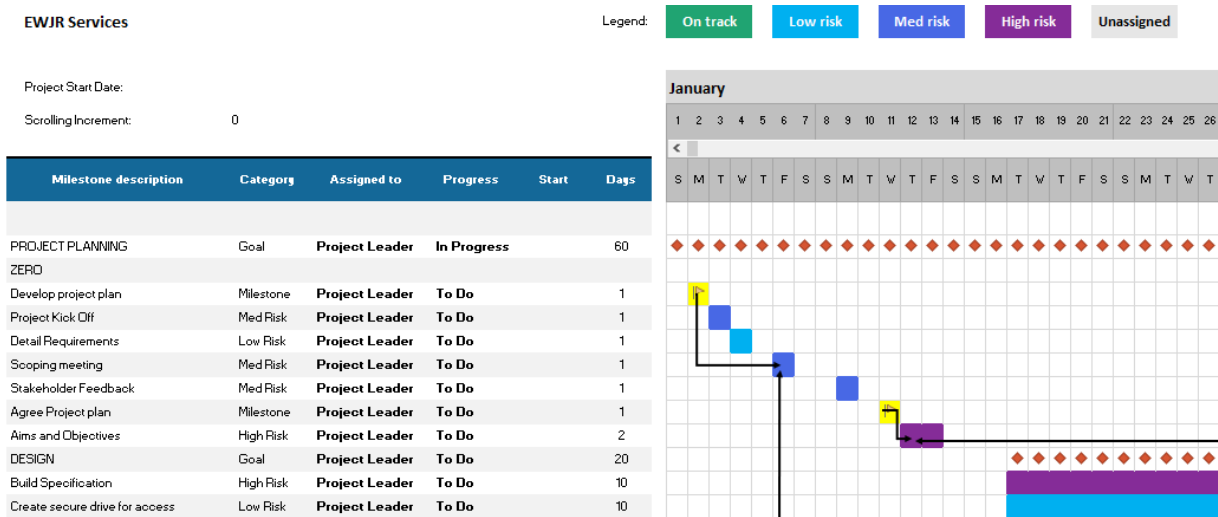 EWJR Services
Legend: On track Low risk Med risk High risk Unassigned
Project Start Date:
January
Scrolling Increment: 0
1 2 3 4 5 6 7 8 9 10 11 12 13 14 15 16 17 18 19 20 21 22 23 24 25 26
Milestone description Category Assigned to Progress Start Days
S M T W T F S S M T W T F S S M T W T F S S M T W T
PROJECT PLANNING Goal Project Leader In Progress 60
ZERO
Develop project plan Milestone Project Leader To Do 1
Project Kick Off Med Risk Project Leader To Do 1
Detail Requirements Low Risk Project Leader To Do 1
Scoping meeting Med Risk Project Leader To Do 1
Stakeholder Feedback Med Risk Project Leader To Do 1
Agree Project plan Milestone Project Leader To Do 1
Aims and Objectives High Risk Project Leader To Do 2
DESIGN Goal Project Leader To Do 20
Build Specification High Risk Project Leader To Do 10
Create secure drive for access Low Risk Project Leader To Do 10